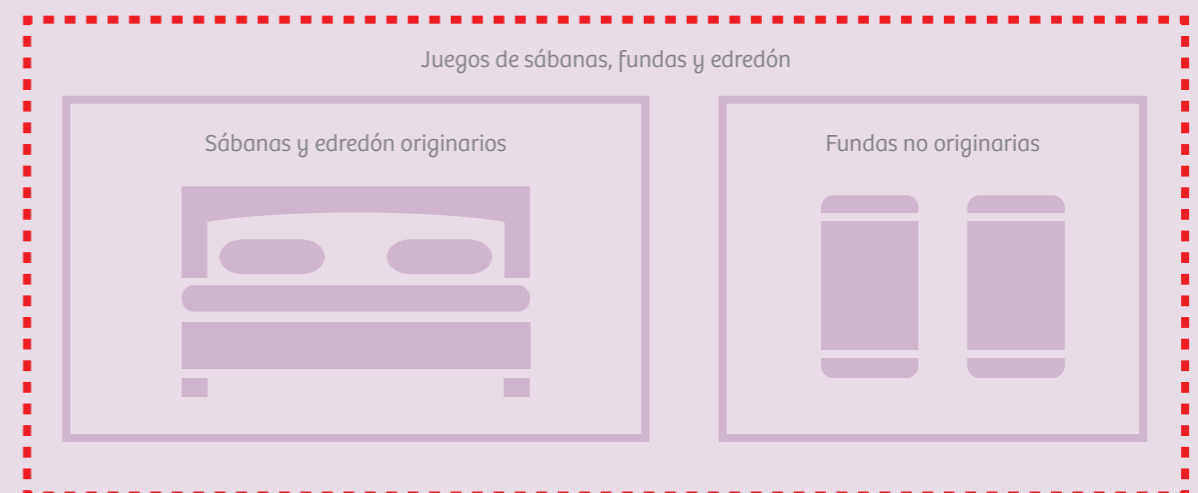 Juegos de sábanas, fundas y edredón
Sábanas y edredón originarios
Fundas no originarias